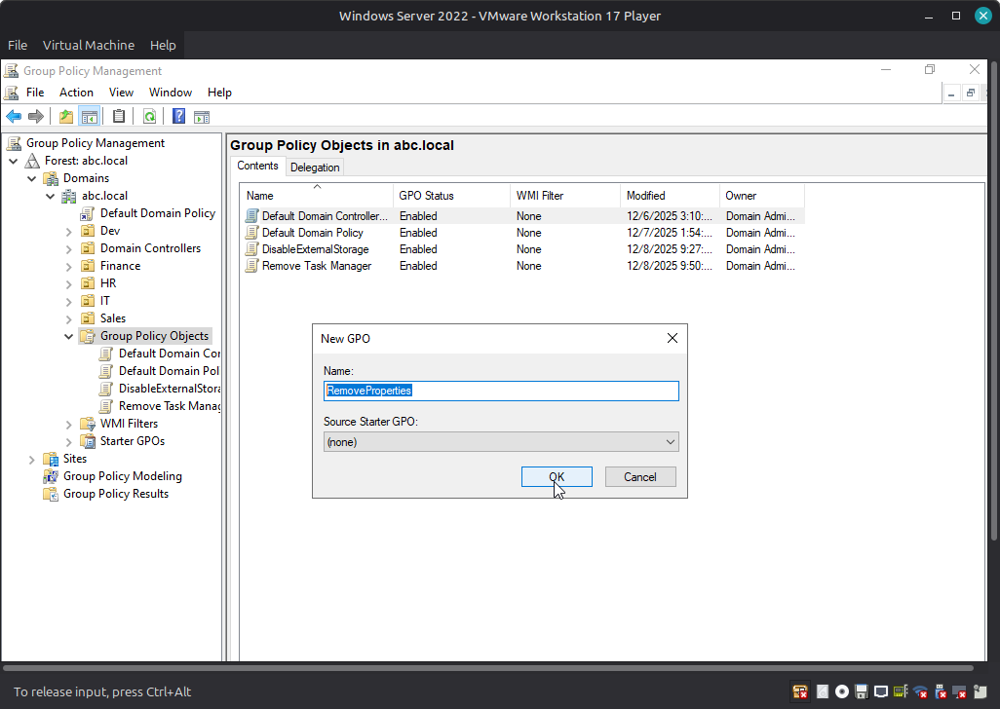 Windows Server 2022 - VMware Workstation 17 Player
File Virtual Machine Help
Group Policy Management
File Action View Window Help
Group Policy Management
Forest: abc.local
Domains
abc.local
Default Domain Policy
Dev
Domain Controllers
Finance
HR
IT
Sales
Group Policy Objects
Default Domain Con
Default Domain Pol
DisableExternalStora
Remove Task Manag
WMI Filters
Starter GPOs
Sites
Group Policy Modeling
Group Policy Results
Group Policy Objects in abc.local
Contents Delegation
Name GPO Status WMI Filter Modified Owner
Default Domain Controller... Enabled None 12/6/2025 3:10:... Domain Admi...
Default Domain Policy Enabled None 12/7/2025 1:54:... Domain Admi...
DisableExternalStorage Enabled None 12/8/2025 9:27:... Domain Admi...
Remove Task Manager Enabled None 12/8/2025 9:50:... Domain Admi...
New GPO
Name:
RemoveProperties
Source Starter GPO:
(none)
OK Cancel
To release input, press Ctrl+Alt